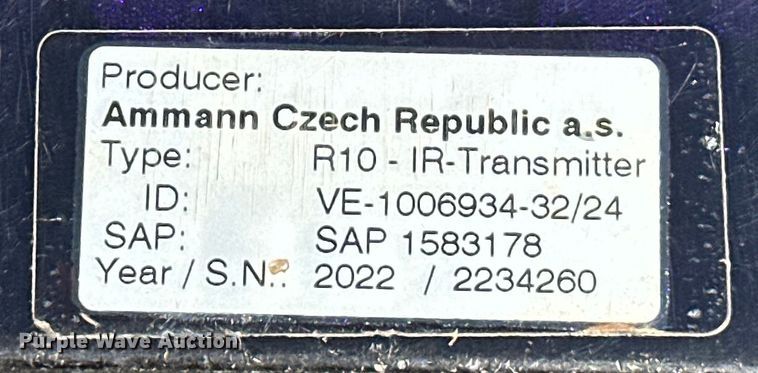 Producer:
Ammann Czech Republic a.s.
Type: R10 - IR-Transmitter
ID: VE-1006934-32/24
SAP: SAP 1583178
Year / S.N.: 2022 / 2234260
Purple Wave Auction